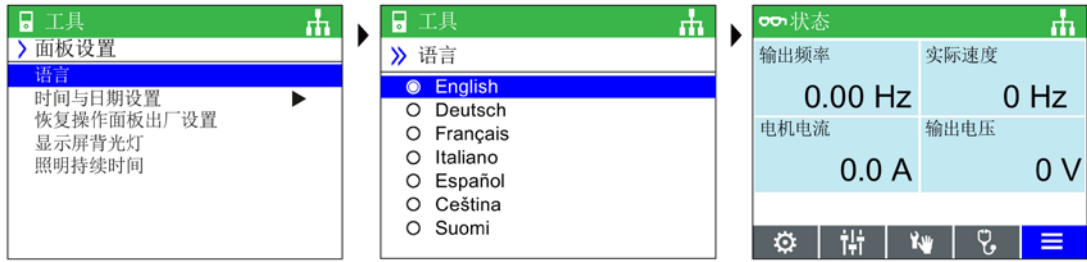 工具
面板设置
语言
时间与日期设置
恢复操作面板出厂设置
显示屏背光灯
照明持续时间
工具
语言
English
Deutsch
Français
Italiano
Español
Ceština
Suomi
状态
输出频率
实际速度
0.00 Hz
0 Hz
电机电流
输出电压
0.0 A
0 V